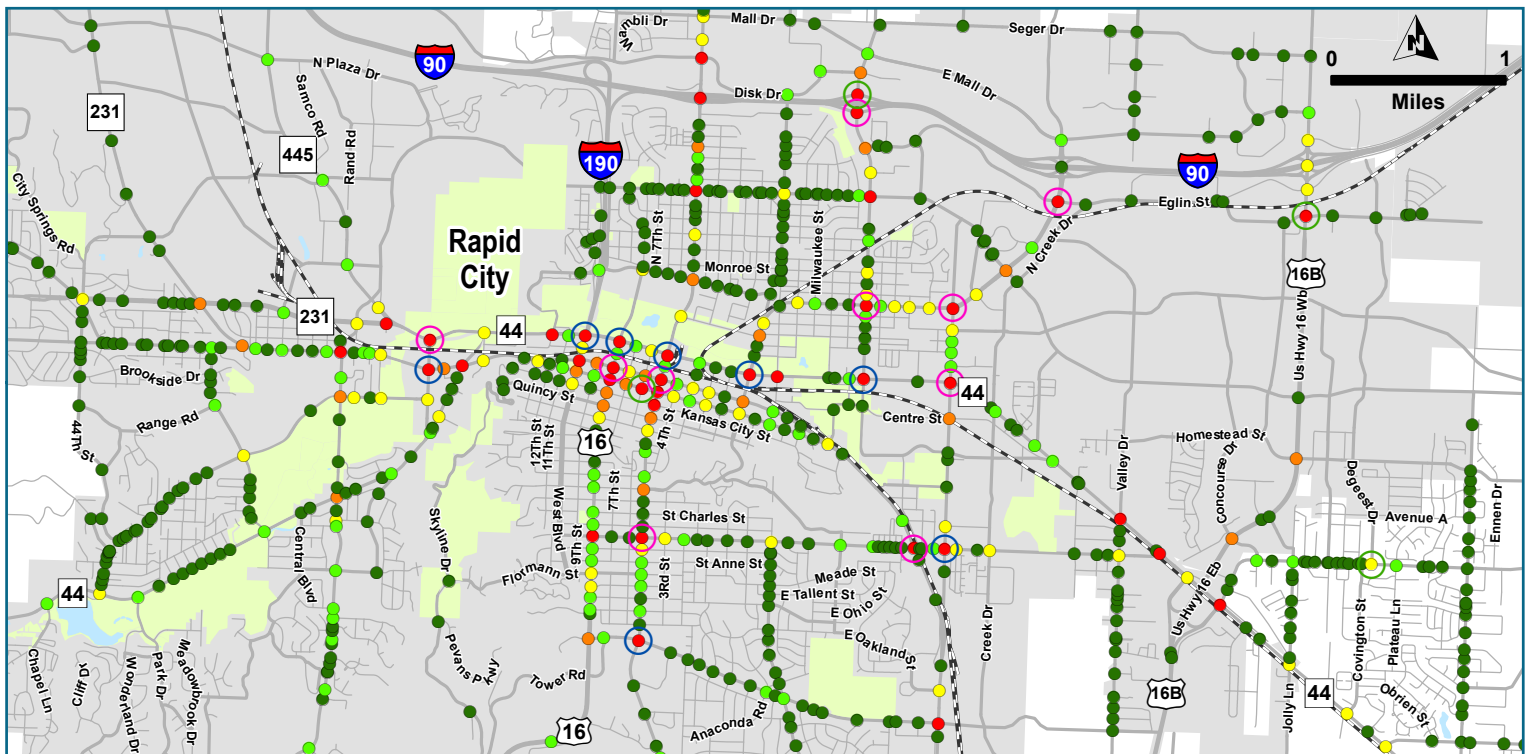 Wambli Dr
Mall Dr
Seger Dr
N
0
1
Miles
90
N Plaza Dr
E Mall Dr
Disk Dr
231
Samco Rd
Rand Rd
445
190
90
City Springs Rd
Eglin St
N 7Th St
Milwaukee St
N Creek Dr
Rapid
City
Monroe St
16B
Us Hwy 16 Wb
231
44
Brookside Dr
Quincy St
44
Range Rd
Kansas City St
Centre St
44Th St
12Th St
11Th St
16
4Th St
7Th St
Homestead St
Valley Dr
Concourse Dr
Degeest Dr
Ennen Dr
West Blvd
St Charles St
Avenue A
Skyline Dr
9Th St
Central Blvd
Flormann St
St Anne St
3Rd St
Meade St
E Tallent St
E Ohio St
44
Us Hwy 16 Eb
E Oakland St
Creek Dr
Covington St
Plateau Ln
Chapel Ln
Cliff Dr
Wonderland Dr
Park Dr
Meadowbrook Dr
Pevans Pkwy
Tower Rd
16B
Jolly Ln
44
Obrien St
16
Anaconda Rd